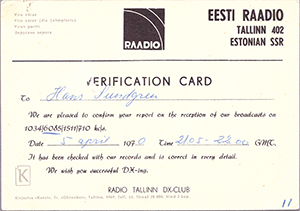 EESTI RAADIO
TALLINN 402
ESTONIAN SSR
RAADIO
VERIFICATION CARD
To Hans
We are pleased to confirm your report on the reception of our broadcasts on
1034/6085/1511/710 kc/s.
Date 5 april 1970 Time 2105-2200 GMT.
It has been checked with our records and is correct in every detail.
We wish you successful DX-ing.
K
RADIO TALLINN DX-CLUB
11